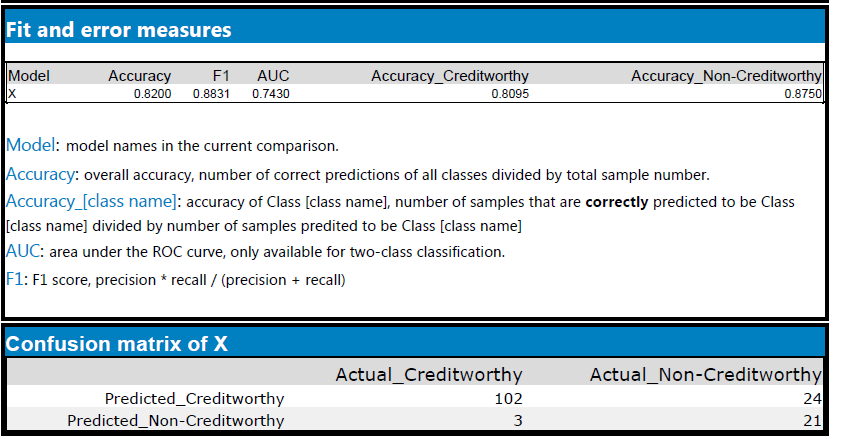 Fit and error measures
Model Accuracy F1 AUC Accuracy_Creditworthy Accuracy_Non-Creditworthy
X 0.8200 0.8831 0.7430 0.8095 0.8750
Model: model names in the current comparison.
Accuracy: overall accuracy, number of correct predictions of all classes divided by total sample number.
Accuracy_[class name]: accuracy of Class [class name], number of samples that are correctly predicted to be Class
[class name] divided by number of samples predited to be Class [class name]
AUC: area under the ROC curve, only available for two-class classification.
F1: F1 score, precision * recall / (precision + recall)
Confusion matrix of X
Actual_Creditworthy Actual_Non-Creditworthy
Predicted_Creditworthy 102 24
Predicted_Non-Creditworthy 3 21